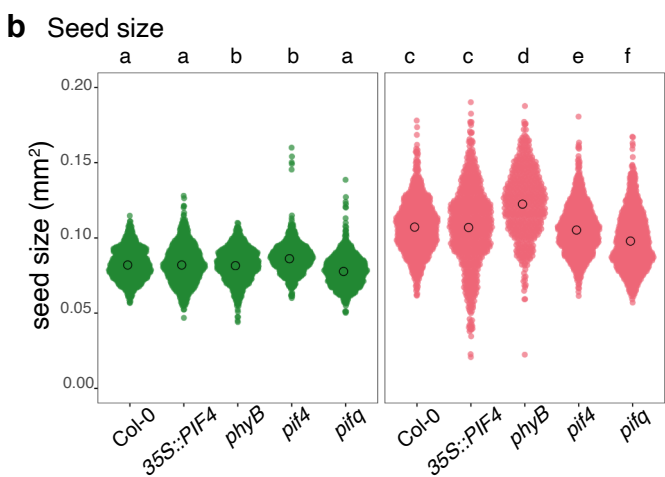 b Seed size
a a b b a c c d e f
0.20
0.15
0.10
0.05
0.00
seed size (mm²)
Col-0 35S::PIF4 phyB pif4 pifq Col-0 35S::PIF4 phyB pif4 pifq